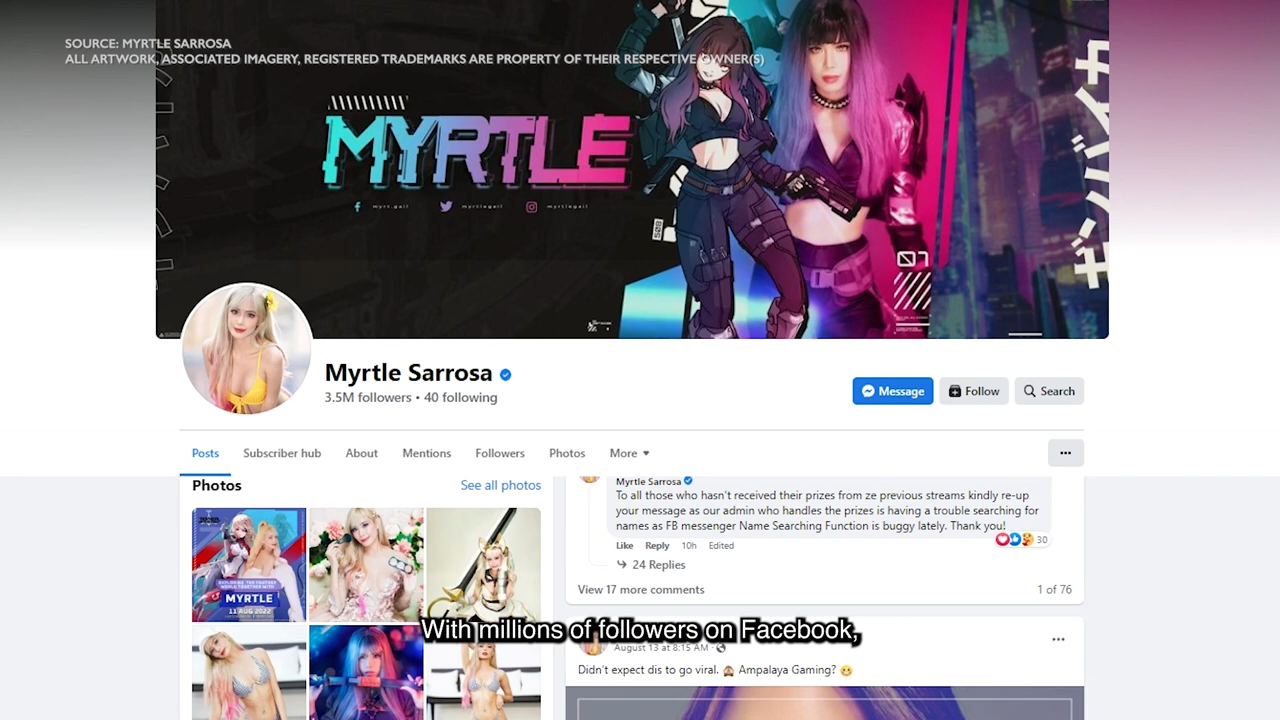 SOURCE: MYRTLE SARROSA
ALL ARTWORK, ASSOCIATED IMAGERY, REGISTERED TRADEMARKS ARE PROPERTY OF THEIR RESPECTIVE OWNER(S)
MYRTLE
myrt.gail myrtlegail myrtlegail
07
Myrtle Sarrosa
3.5M followers • 40 following
Message Follow Search
Posts Subscriber hub About Mentions Followers Photos More
Photos See all photos
MYRTLE
11 AUG 2022
Myrtle Sarrosa
To all those who hasn't received their prizes from ze previous streams kindly re-up
your message as our admin who handles the prizes is having a trouble searching for
names as FB messenger Name Searching Function is buggy lately. Thank you!
30
Like Reply 10h Edited
24 Replies
View 17 more comments 1 of 76
With millions of followers on Facebook,
August 13 at 8:15 AM
Didn't expect dis to go viral. 🙈 Ampalaya Gaming? 😬